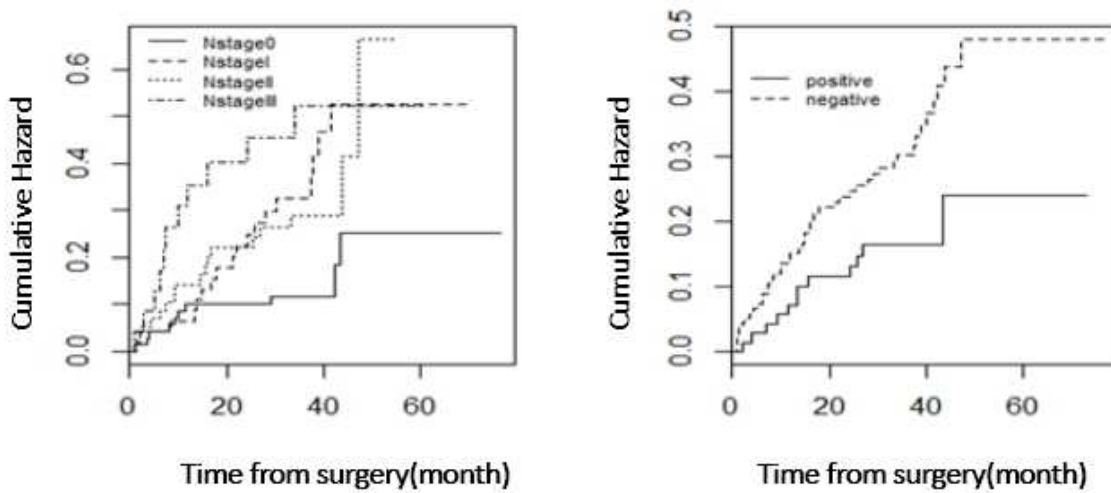 Nstage0
NstageI
NstageII
NstageIII
Cumulative Hazard
0.6
0.4
0.2
0.0
0 20 40 60
Time from surgery(month)
positive
negative
Cumulative Hazard
0.5
0.4
0.3
0.2
0.1
0.0
0 20 40 60
Time from surgery(month)